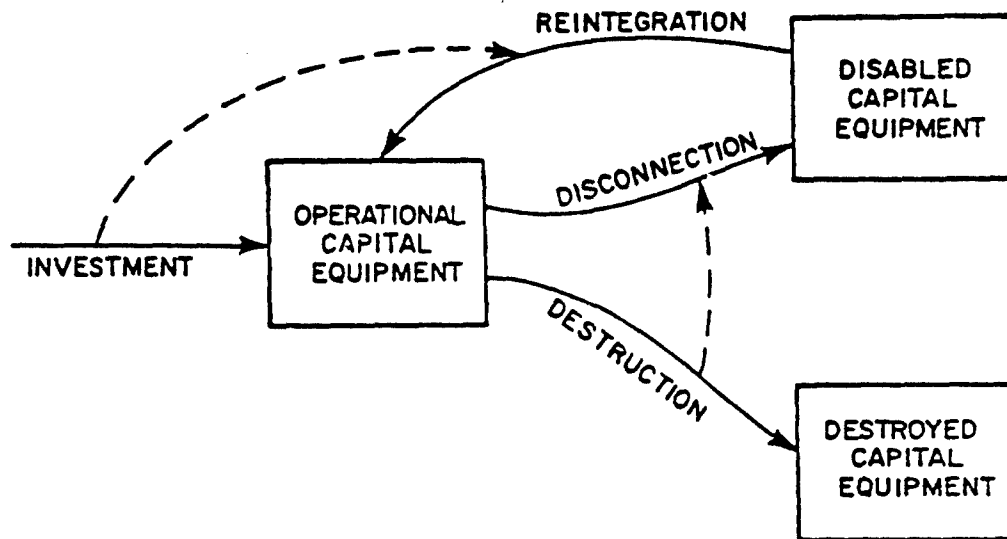 REINTEGRATION
DISABLED
CAPITAL
EQUIPMENT
DISCONNECTION
OPERATIONAL
CAPITAL
EQUIPMENT
INVESTMENT
DESTRUCTION
DESTROYED
CAPITAL
EQUIPMENT